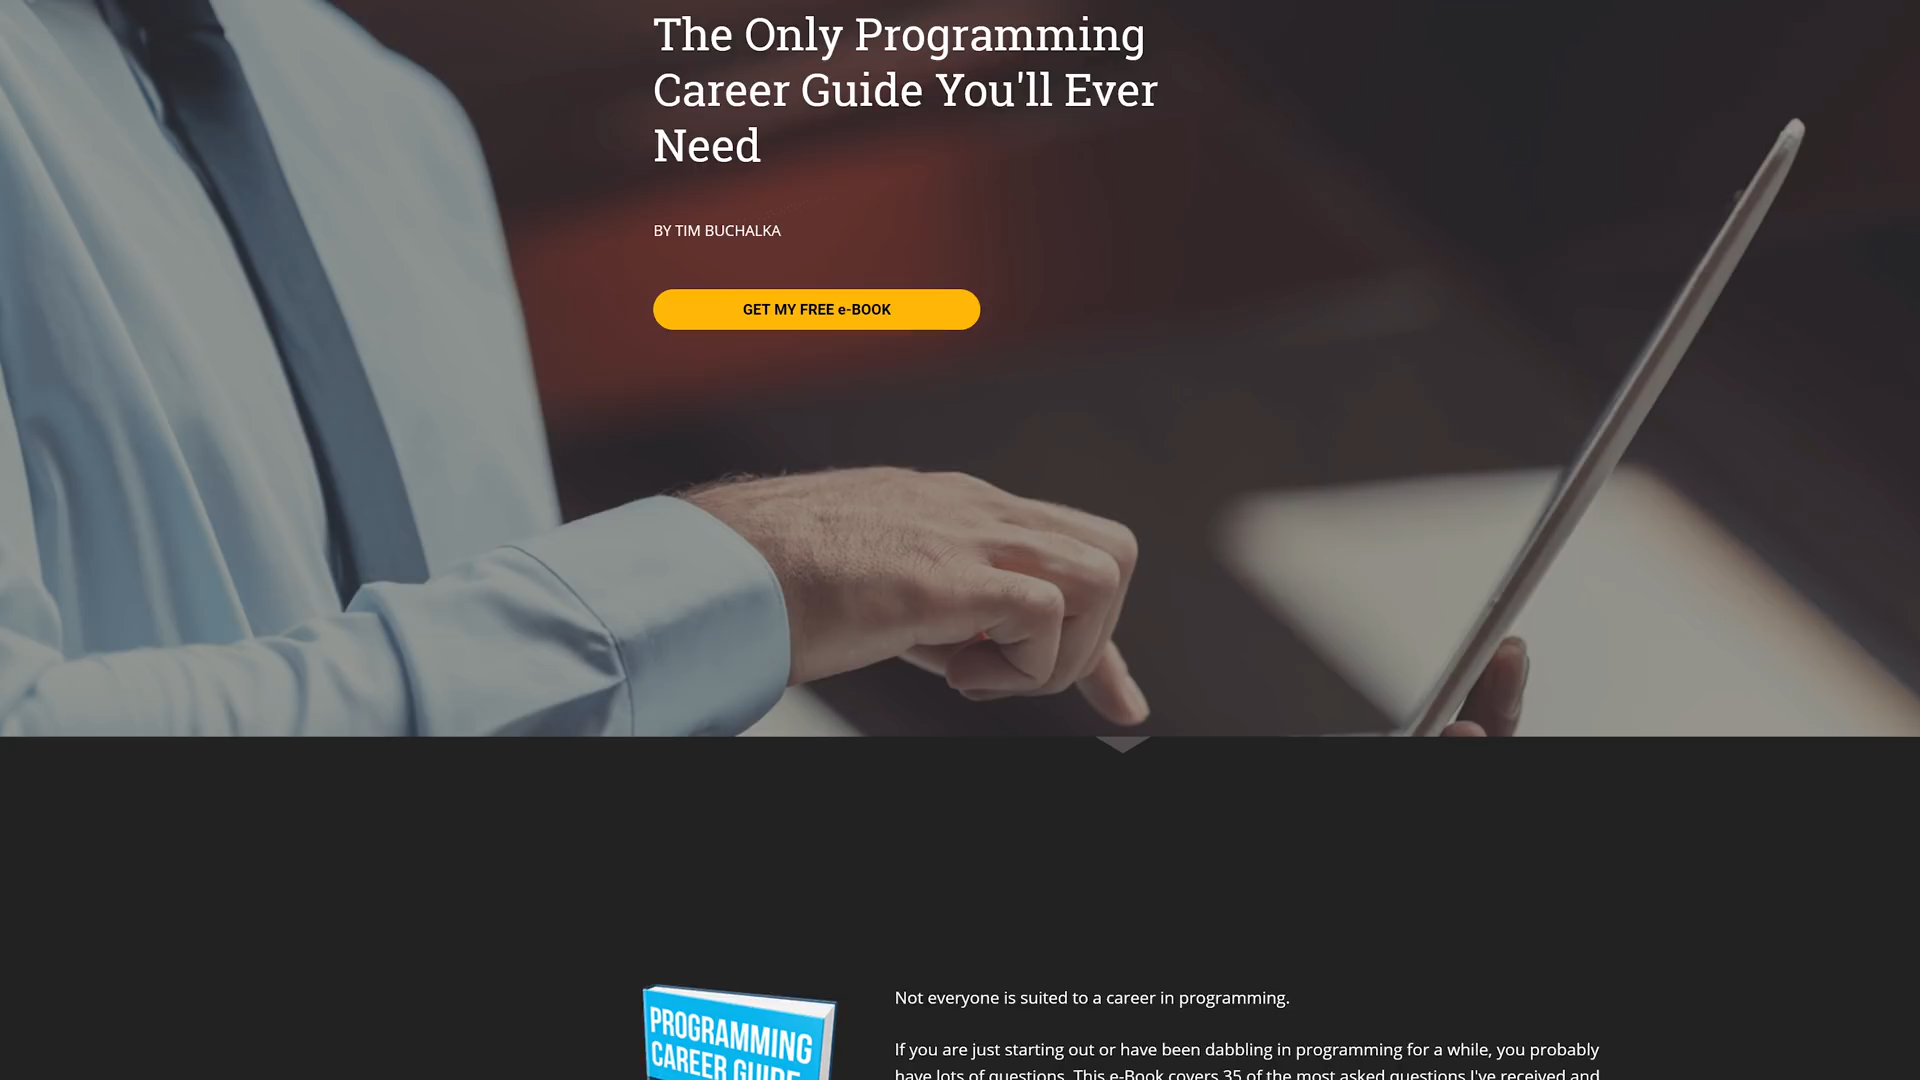 The Only Programming
Career Guide You'll Ever
Need
BY TIM BUCHALKA
GET MY FREE e-BOOK
Not everyone is suited to a career in programming.
PROGRAMMING
CAREER GUIDE
If you are just starting out or have been dabbling in programming for a while, you probably
have lots of questions. This e-Book covers 35 of the most asked questions I've received and